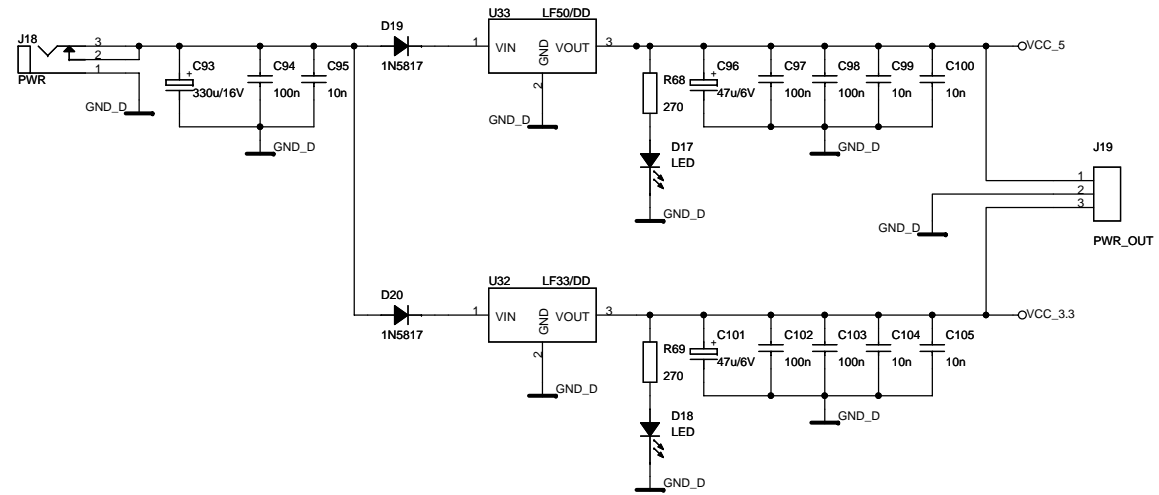 J18
PWR
3
2
1
GND_D
C93
+
330u/16V
C94
100n
C95
10n
GND_D
D19
1N5817
U33
LF50/DD
1
VIN
GND
VOUT
3
2
GND_D
R68
270
D17
LED
GND_D
C96
+
47u/6V
C97
100n
C98
100n
C99
10n
C100
10n
GND_D
VCC_5
J19
1
2
3
GND_D
PWR_OUT
D20
1N5817
U32
LF33/DD
1
VIN
GND
VOUT
3
2
GND_D
R69
270
D18
LED
GND_D
C101
+
47u/6V
C102
100n
C103
100n
C104
10n
C105
10n
GND_D
VCC_3.3